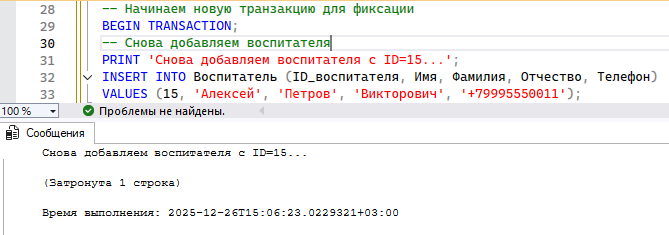 28 -- Начинаем новую транзакцию для фиксации
29 BEGIN TRANSACTION;
30 -- Снова добавляем воспитателя
31 PRINT 'Снова добавляем воспитателя с ID=15...';
32 INSERT INTO Воспитатель (ID_воспитателя, Имя, Фамилия, Отчество, Телефон)
33 VALUES (15, 'Алексей', 'Петров', 'Викторович', '+79995550011');
100 % Проблемы не найдены.
Сообщения
Снова добавляем воспитателя с ID=15...
(Затронута 1 строка)
Время выполнения: 2025-12-26T15:06:23.0229321+03:00